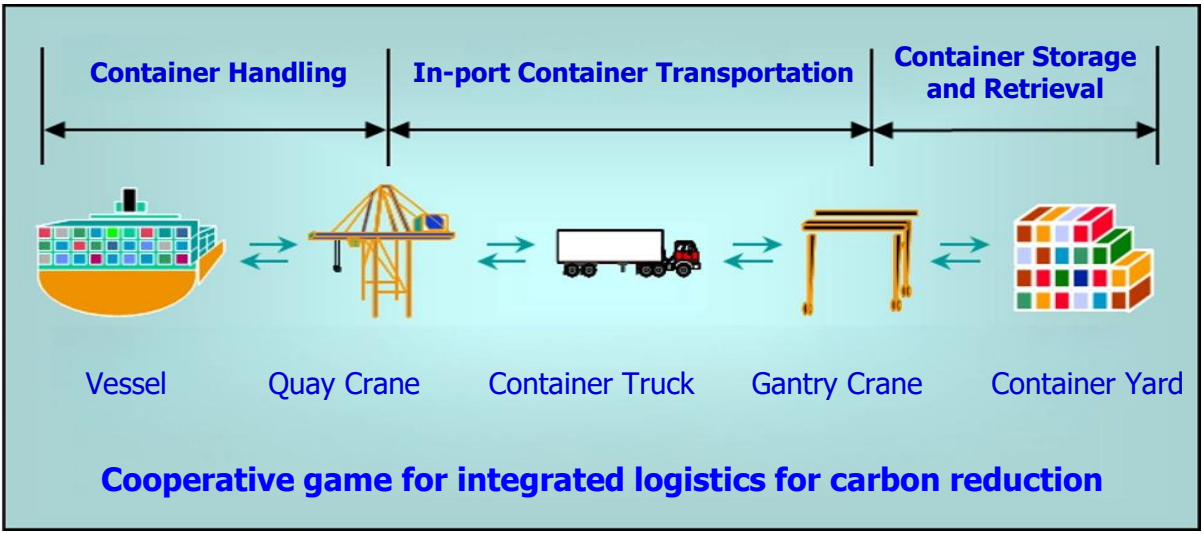 Container Handling
In-port Container Transportation
Container Storage
and Retrieval
Vessel
Quay Crane
Container Truck
Gantry Crane
Container Yard
Cooperative game for integrated logistics for carbon reduction